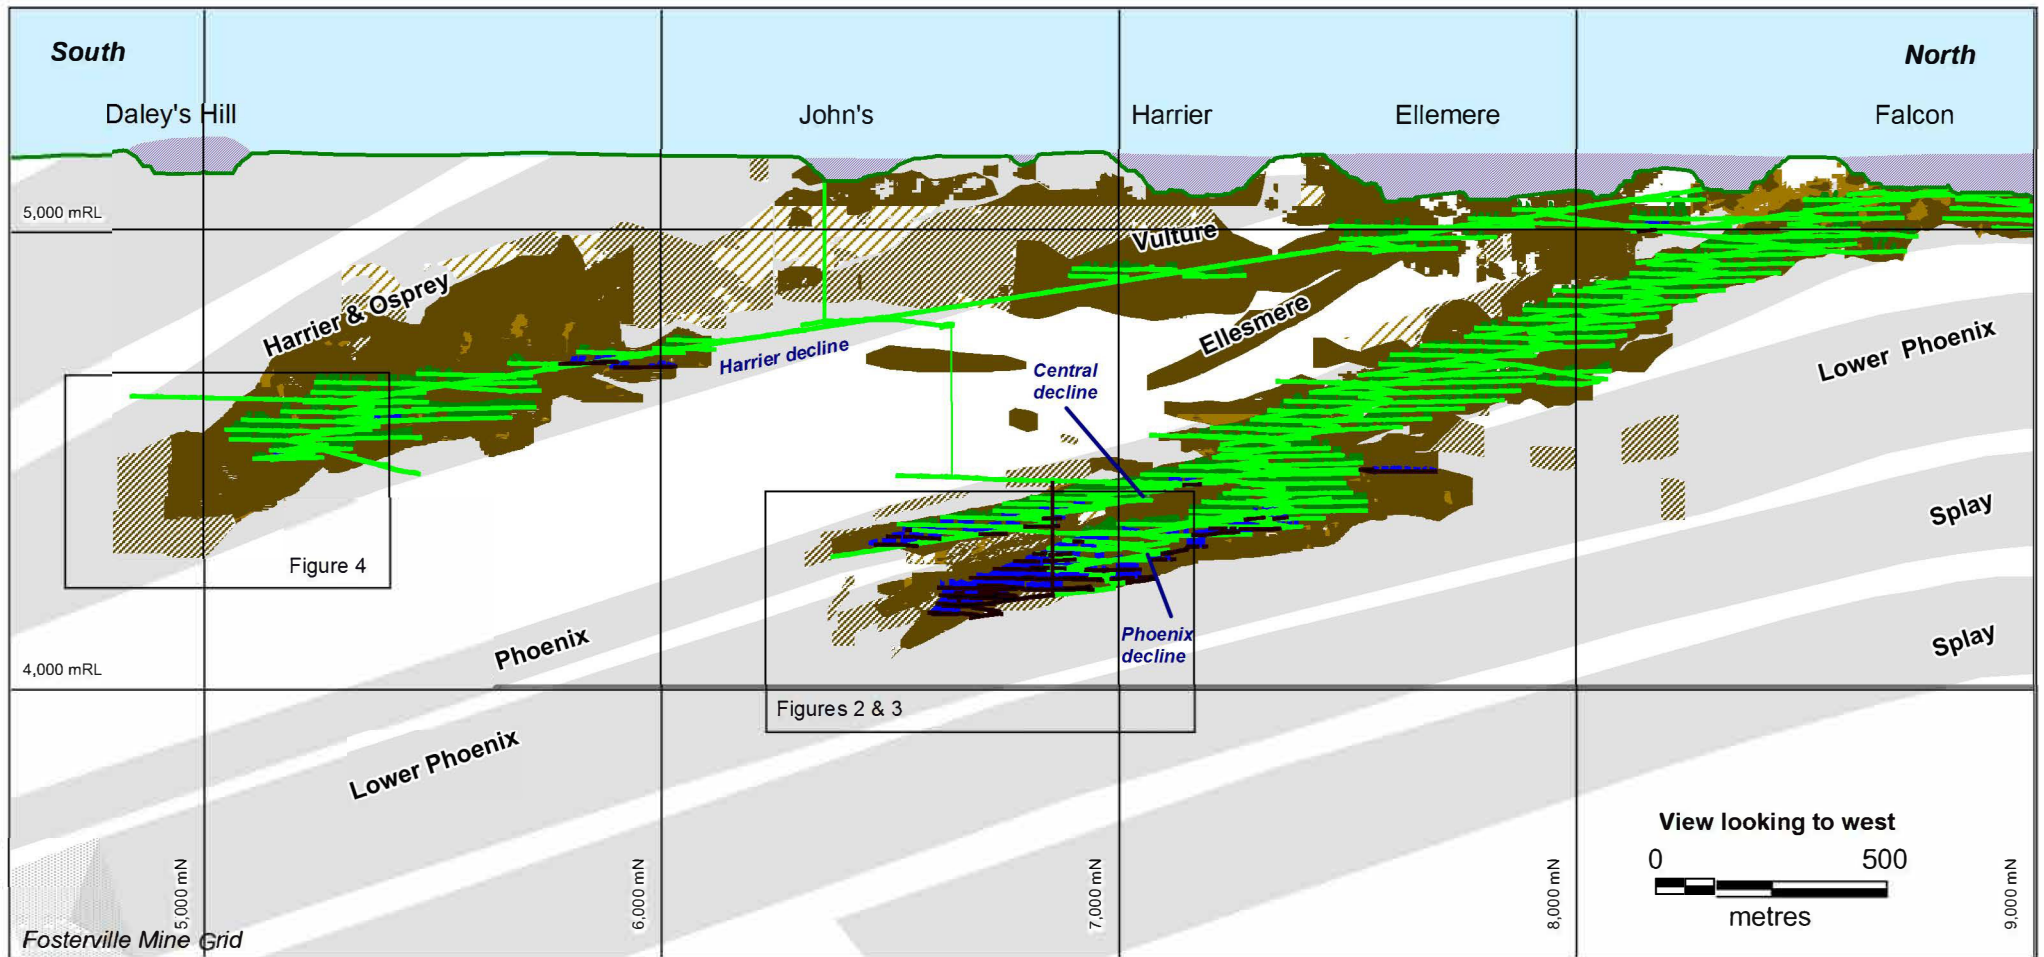 South
North
Daley's Hill
John's
Harrier
Ellemere
Falcon
5,000 mRL
Vulture
Harrier & Osprey
Ellesmere
Harrier decline
Lower Phoenix
Central
decline
Splay
Figure 4
Phoenix
Phoenix
decline
Splay
4,000 mRL
Figures 2 & 3
Lower Phoenix
View looking to west
0 500
metres
5,000 mN
6,000 mN
7,000 mN
8,000 mN
9,000 mN
Fosterville Mine Grid